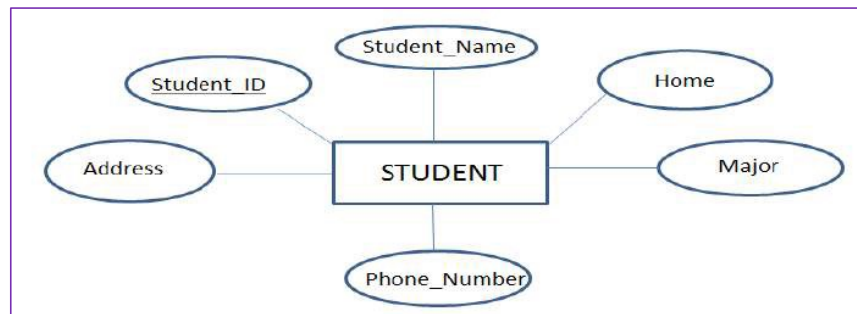 Student_Name
Student_ID
Home
Address
STUDENT
Major
Phone_Number